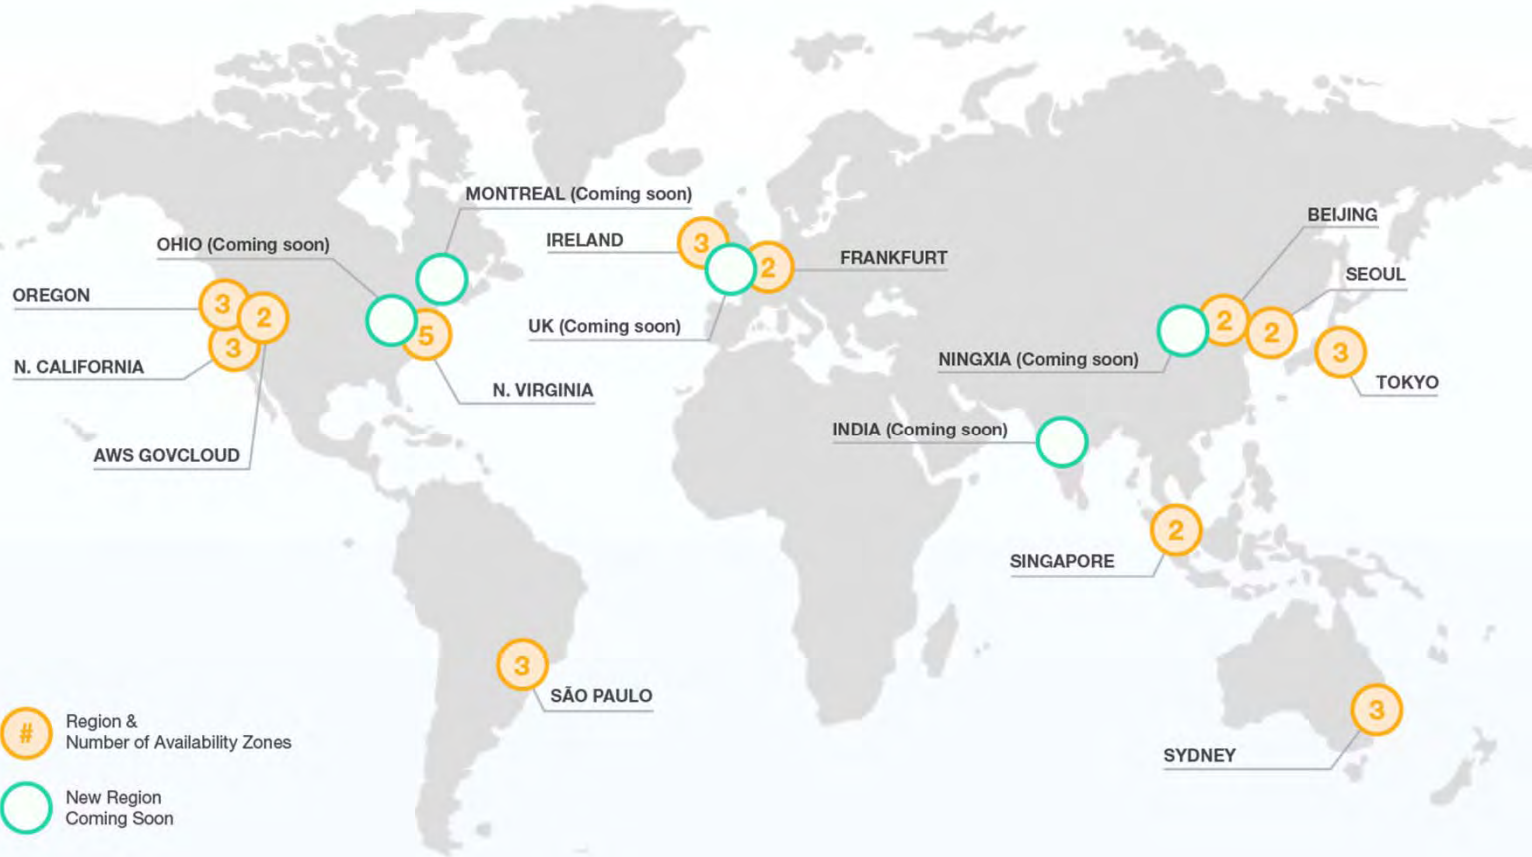 MONTREAL (Coming soon)
BEIJING
IRELAND
3
OHIO (Coming soon)
FRANKFURT
2
SEOUL
OREGON
3
2
3
5
UK (Coming soon)
2
2
3
N. CALIFORNIA
NINGXIA (Coming soon)
TOKYO
N. VIRGINIA
INDIA (Coming soon)
AWS GOVCLOUD
2
SINGAPORE
3
SÃO PAULO
3
SYDNEY
#
Region &
Number of Availability Zones
New Region
Coming Soon